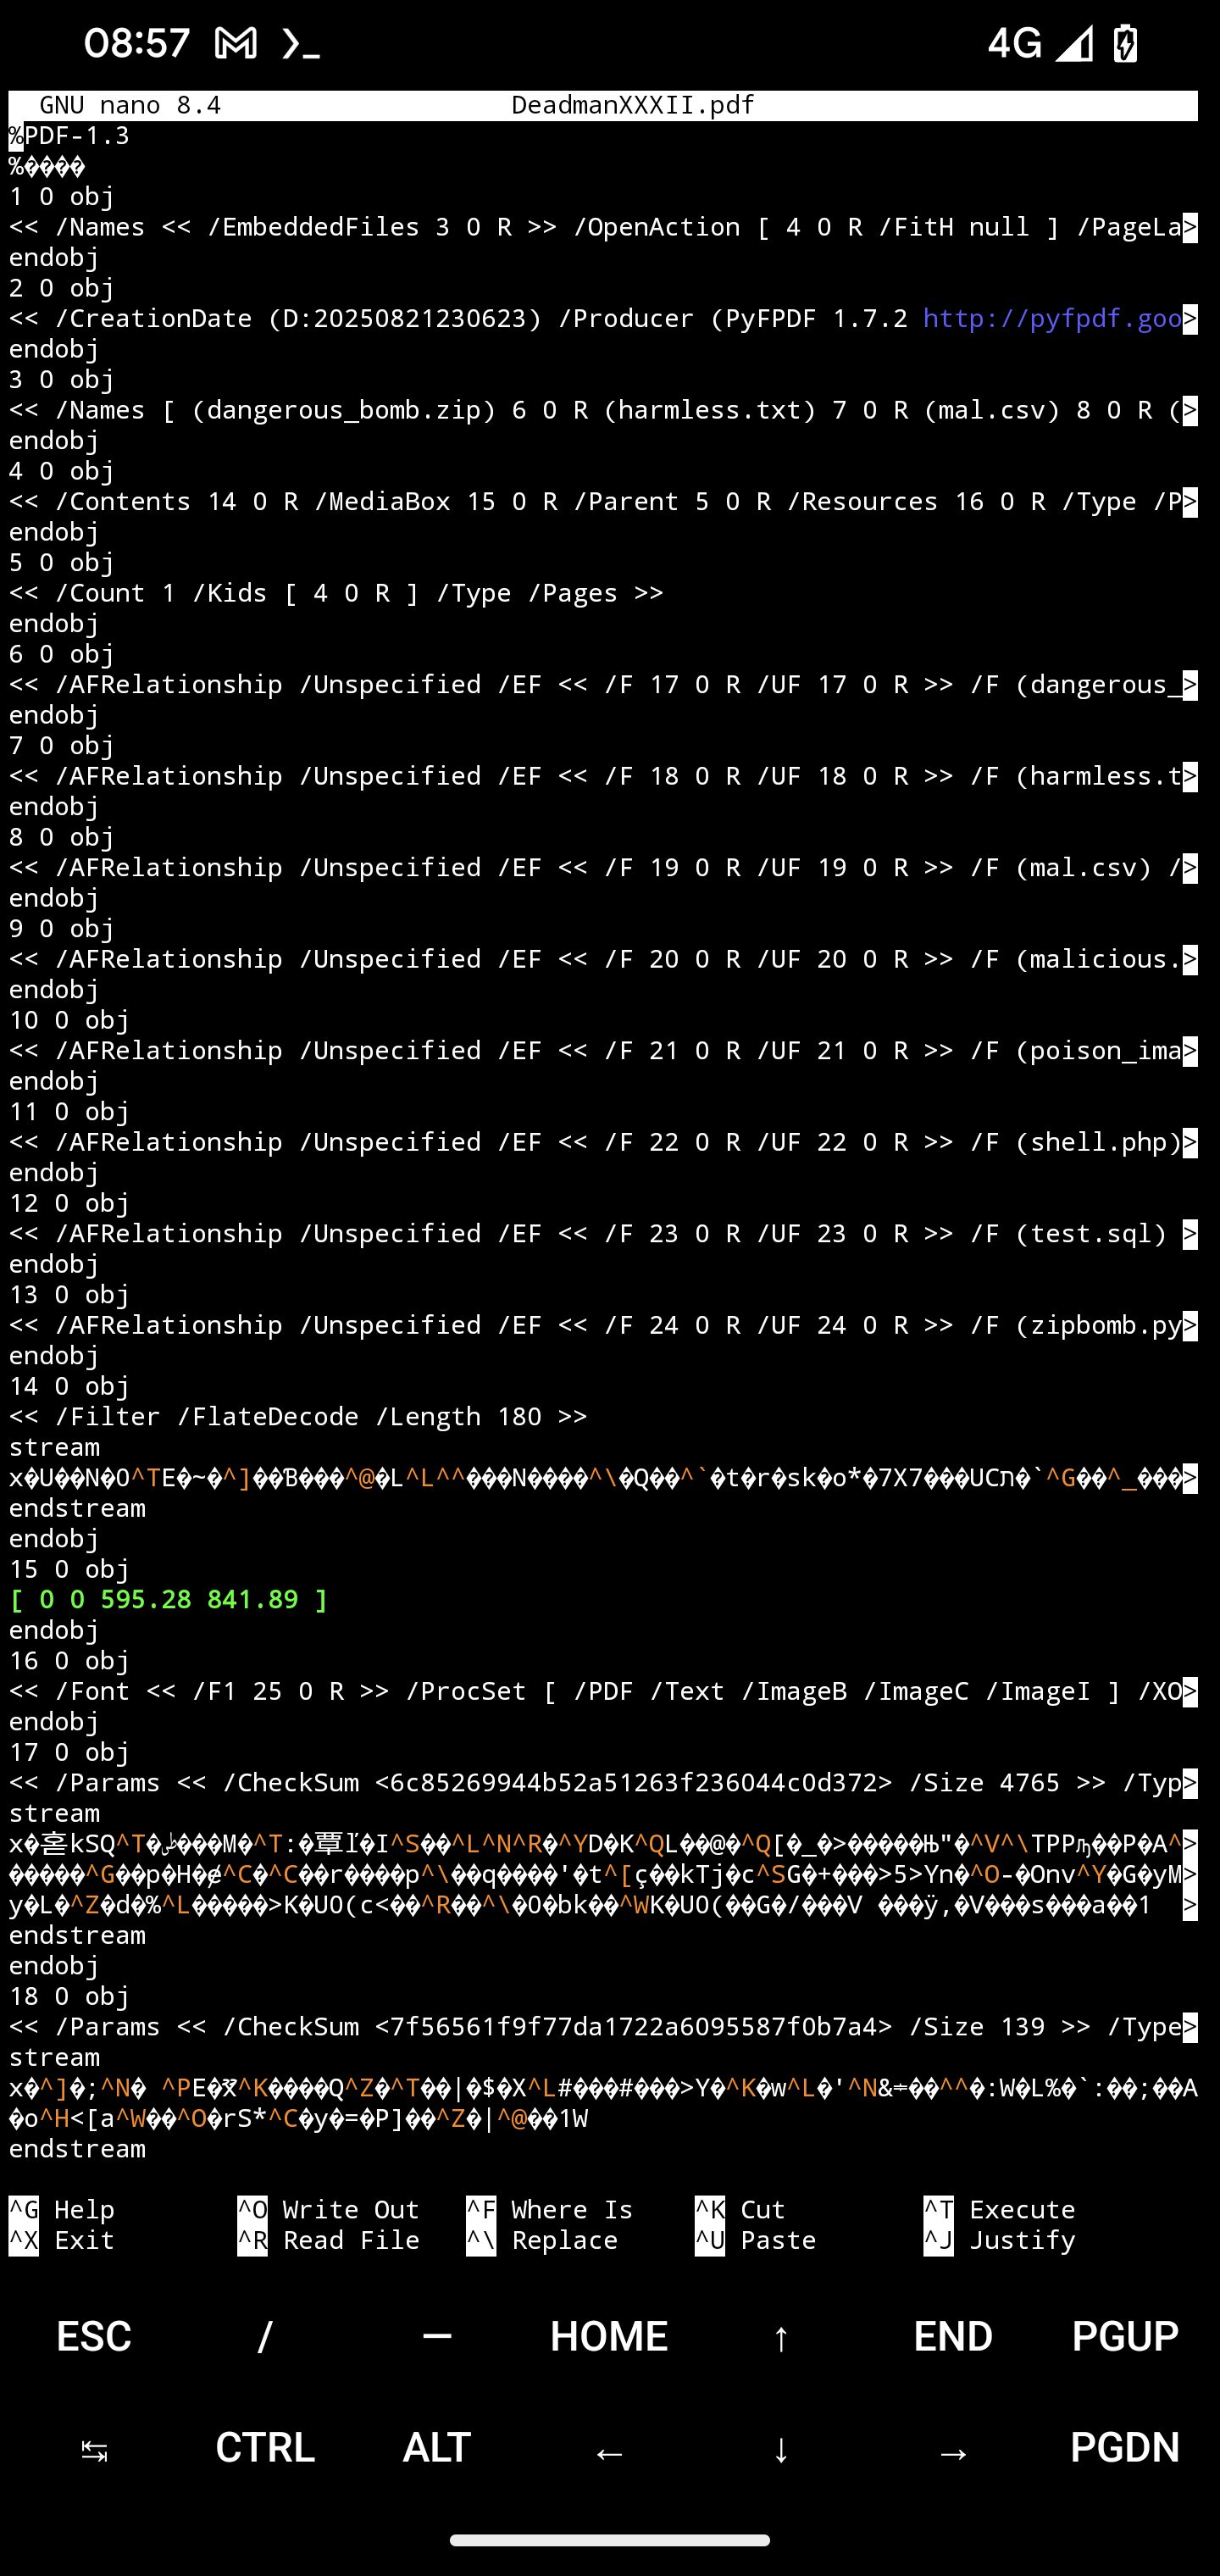 08:57
4G
GNU nano 8.4 DeadmanXXXII.pdf
%PDF-1.3
%����
1 0 obj
<< /Names << /EmbeddedFiles 3 0 R >> /OpenAction [ 4 0 R /FitH null ] /PageLa>
endobj
2 0 obj
<< /CreationDate (D:20250821230623) /Producer (PyFPDF 1.7.2 http://pyfpdf.goo>
endobj
3 0 obj
<< /Names [ (dangerous_bomb.zip) 6 0 R (harmless.txt) 7 0 R (mal.csv) 8 0 R (>
endobj
4 0 obj
<< /Contents 14 0 R /MediaBox 15 0 R /Parent 5 0 R /Resources 16 0 R /Type /P>
endobj
5 0 obj
<< /Count 1 /Kids [ 4 0 R ] /Type /Pages >>
endobj
6 0 obj
<< /AFRelationship /Unspecified /EF << /F 17 0 R /UF 17 0 R >> /F (dangerous_>
endobj
7 0 obj
<< /AFRelationship /Unspecified /EF << /F 18 0 R /UF 18 0 R >> /F (harmless.t>
endobj
8 0 obj
<< /AFRelationship /Unspecified /EF << /F 19 0 R /UF 19 0 R >> /F (mal.csv) />
endobj
9 0 obj
<< /AFRelationship /Unspecified /EF << /F 20 0 R /UF 20 0 R >> /F (malicious.>
endobj
10 0 obj
<< /AFRelationship /Unspecified /EF << /F 21 0 R /UF 21 0 R >> /F (poison_ima>
endobj
11 0 obj
<< /AFRelationship /Unspecified /EF << /F 22 0 R /UF 22 0 R >> /F (shell.php)>
endobj
12 0 obj
<< /AFRelationship /Unspecified /EF << /F 23 0 R /UF 23 0 R >> /F (test.sql) >
endobj
13 0 obj
<< /AFRelationship /Unspecified /EF << /F 24 0 R /UF 24 0 R >> /F (zipbomb.py>
endobj
14 0 obj
<< /Filter /FlateDecode /Length 180 >>
stream
x�U��N�0^TE�~�^]��Ɓ���^@�L^L^^���N����^\�Q��^`�t�r�sk�o*�7X7���UCת�`^G��^_���>
endstream
endobj
15 0 obj
[ 0 0 595.28 841.89 ]
endobj
16 0 obj
<< /Font << /F1 25 0 R >> /ProcSet [ /PDF /Text /ImageB /ImageC /ImageI ] /XO>
endobj
17 0 obj
<< /Params << /CheckSum <6c85269944b52a51263f236044c0d372> /Size 4765 >> /Typ>
stream
endstream
endobj
18 0 obj
<< /Params << /CheckSum <7f56561f9f77da1722a6095587f0b7a4> /Size 139 >> /Type>
stream
�o^H<[a^W��^O�rS*^C�y�=�P]��^Z�|^@��1W
endstream
^G Help ^O Write Out ^F Where Is ^K Cut ^T Execute
^X Exit ^R Read File ^\ Replace ^U Paste ^J Justify
ESC / — HOME ↑ END PGUP
↹ CTRL ALT ← ↓ → PGDN